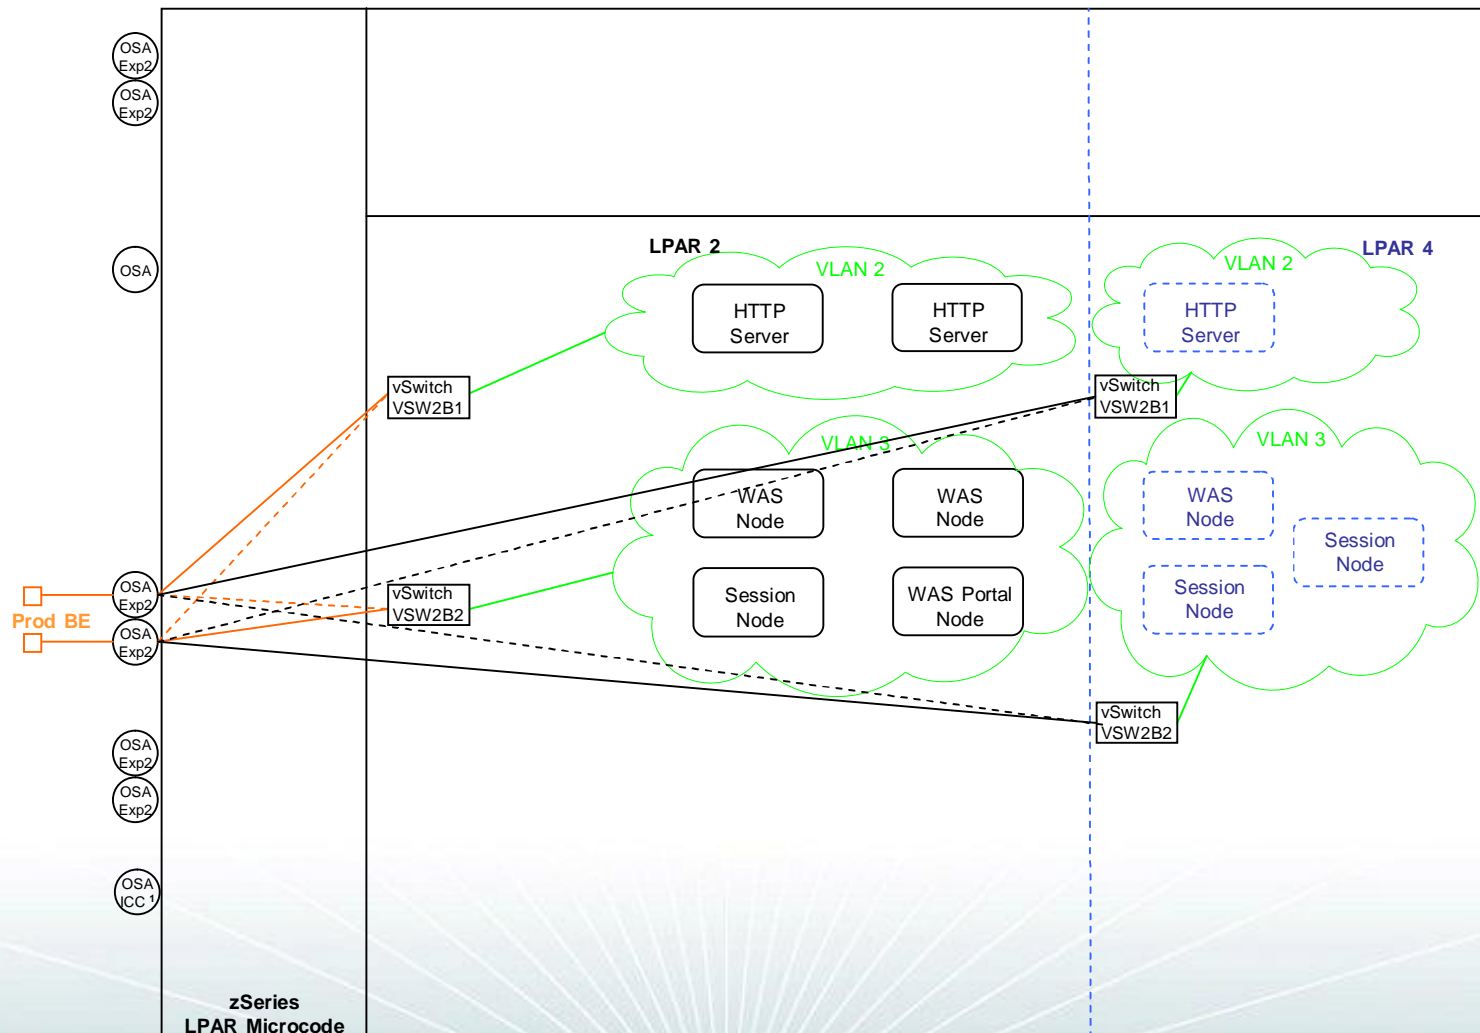 OSA
Exp2
OSA
Exp2
OSA
LPAR 2
LPAR 4
VLAN 2
VLAN 2
HTTP
Server
HTTP
Server
HTTP
Server
vSwitch
VSW2B1
vSwitch
VSW2B1
VLAN 3
VLAN 3
WAS
Node
WAS
Node
WAS
Node
Session
Node
OSA
Exp2
Prod BE
OSA
Exp2
vSwitch
VSW2B2
Session
Node
WAS Portal
Node
Session
Node
vSwitch
VSW2B2
OSA
Exp2
OSA
Exp2
OSA
ICC 1
zSeries
LPAR Microcode